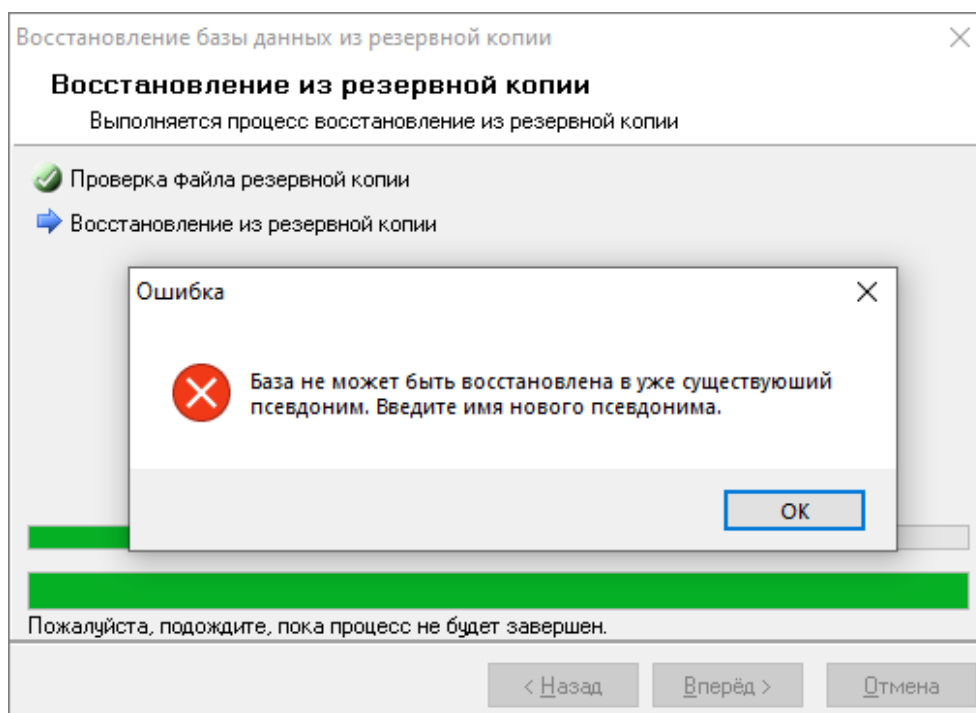 Восстановление базы данных из резервной копии
Восстановление из резервной копии
Выполняется процесс восстановление из резервной копии
Проверка файла резервной копии
Восстановление из резервной копии
Ошибка
База не может быть восстановлена в уже существуюший
псевдоним. Введите имя нового псевдонима.
ОК
Пожалуйста, подождите, пока процесс не будет завершен.
< Назад
Вперёд >
Отмена